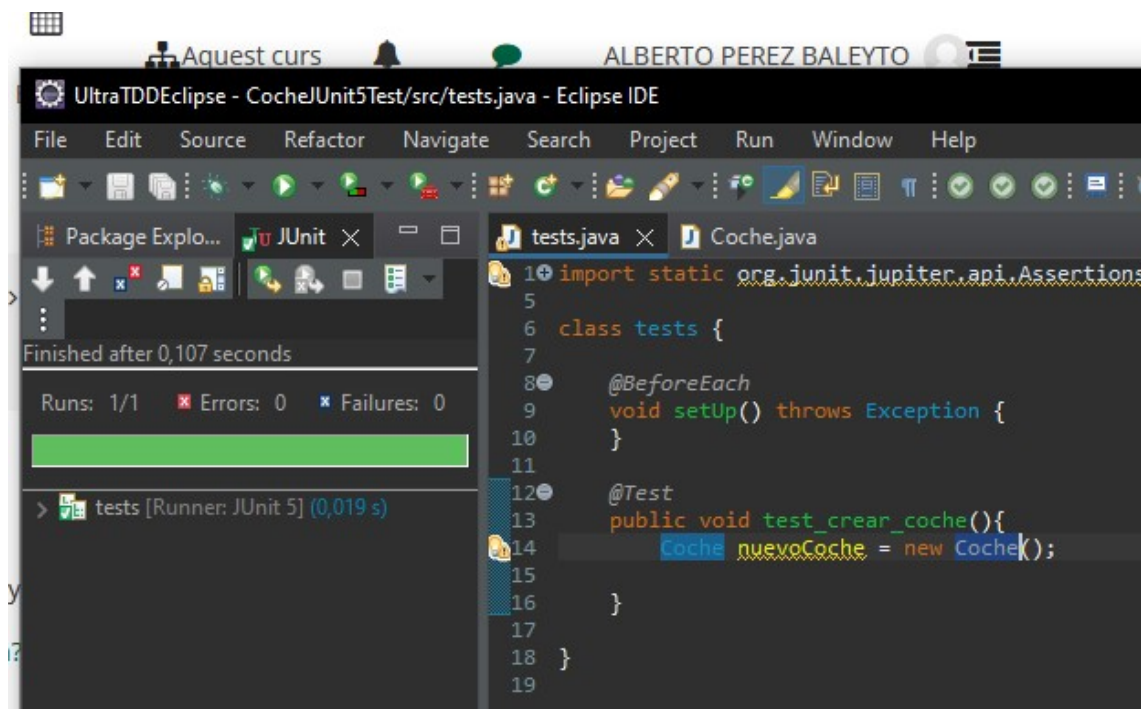 Aquest curs ALBERTO PEREZ BALEYTO
UltraTDDEclipse - CocheJUnit5Test/src/tests.java - Eclipse IDE
File Edit Source Refactor Navigate Search Project Run Window Help
Package Explo... JUnit
tests.java Coche.java
Finished after 0,107 seconds
Runs: 1/1 Errors: 0 Failures: 0
tests [Runner: JUnit 5] (0,019 s)
1 import static org.junit.jupiter.api.Assertions
5
6 class tests {
7
8 @BeforeEach
9 void setUp() throws Exception {
10 }
11
12 @Test
13 public void test_crear_coche(){
14 Coche nuevoCoche = new Coche();
15
16 }
17
18 }
19